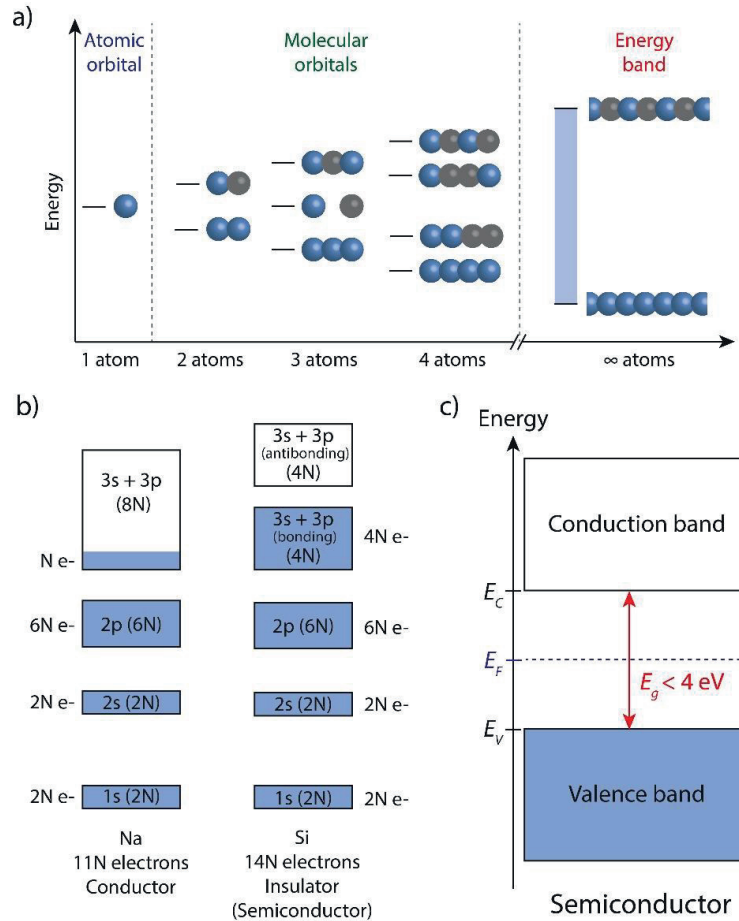 a)
Atomic
orbital
Molecular
orbitals
Energy
band
Energy
1 atom
2 atoms
3 atoms
4 atoms
∞ atoms
b)
3s + 3p
(8N)
N e-
6N e-
2p (6N)
2N e-
2s (2N)
2N e-
1s (2N)
Na
11N electrons
Conductor
3s + 3p
(antibonding)
(4N)
3s + 3p
(bonding)
(4N)
4N e-
2p (6N)
6N e-
2s (2N)
2N e-
1s (2N)
2N e-
Si
14N electrons
Insulator
(Semiconductor)
c)
Energy
Conduction band
E_C
E_F
E_g < 4 eV
E_V
Valence band
Semiconductor